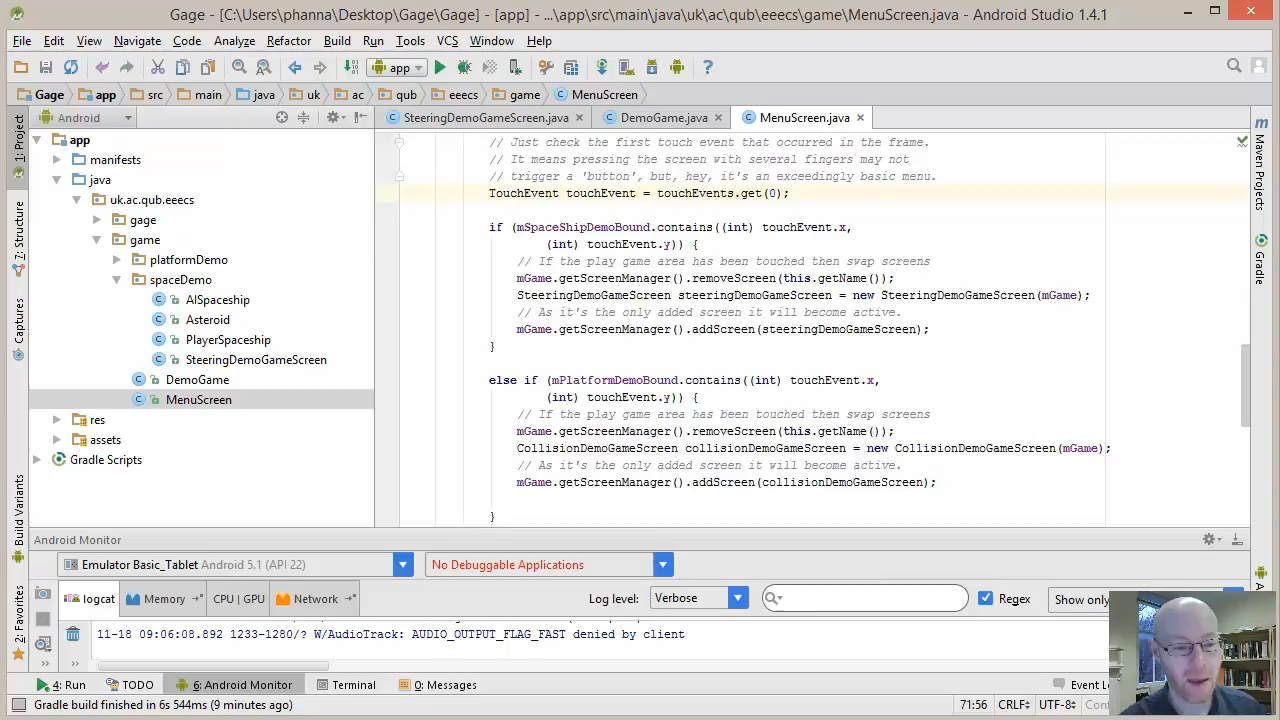 Gage - [C:\Users\phanna\Desktop\Gage\Gage] - [app] - ...\app\src\main\java\uk\ac\qub\eeecs\game\MenuScreen.java - Android Studio 1.4.1
File Edit View Navigate Code Analyze Refactor Build Run Tools VCS Window Help
app
Gage app src main java uk ac qub eeecs game MenuScreen.java
Android
SteeringDemoGameScreen.java DemoGame.java MenuScreen.java
1: Project
7: Structure
Captures
Build Variants
2: Favorites
app
manifests
java
uk.ac.qub.eeecs
gage
game
platformDemo
spaceDemo
AISpaceship
Asteroid
PlayerSpaceship
SteeringDemoGameScreen
DemoGame
MenuScreen
res
assets
Gradle Scripts
// Just check the first touch event that occurred in the frame.
// It means pressing the screen with several fingers may not
// trigger a 'button', but, hey, it's an exceedingly basic menu.
TouchEvent touchEvent = touchEvents.get(0);
if (mSpaceShipDemoBound.contains((int) touchEvent.x,
(int) touchEvent.y)) {
// If the play game area has been touched then swap screens
mGame.getScreenManager().removeScreen(this.getName());
SteeringDemoGameScreen steeringDemoGameScreen = new SteeringDemoGameScreen(mGame);
// As it's the only added screen it will become active.
mGame.getScreenManager().addScreen(steeringDemoGameScreen);
}
else if (mPlatformDemoBound.contains((int) touchEvent.x,
(int) touchEvent.y)) {
// If the play game area has been touched then swap screens
mGame.getScreenManager().removeScreen(this.getName());
CollisionDemoGameScreen collisionDemoGameScreen = new CollisionDemoGameScreen(mGame);
// As it's the only added screen it will become active.
mGame.getScreenManager().addScreen(collisionDemoGameScreen);
}
Maven Projects
Gradle
Android Monitor
Emulator Basic_Tablet Android 5.1 (API 22)
No Debuggable Applications
logcat Memory CPU | GPU Network Log level: Verbose Regex Show only
11-18 09:06:08.892 1233-1280/? W/AudioTrack: AUDIO_OUTPUT_FLAG_FAST denied by client
4: Run TODO 6: Android Monitor Terminal 0: Messages Event
Gradle build finished in 6s 544ms (9 minutes ago)
71:56 CRLF UTF-8